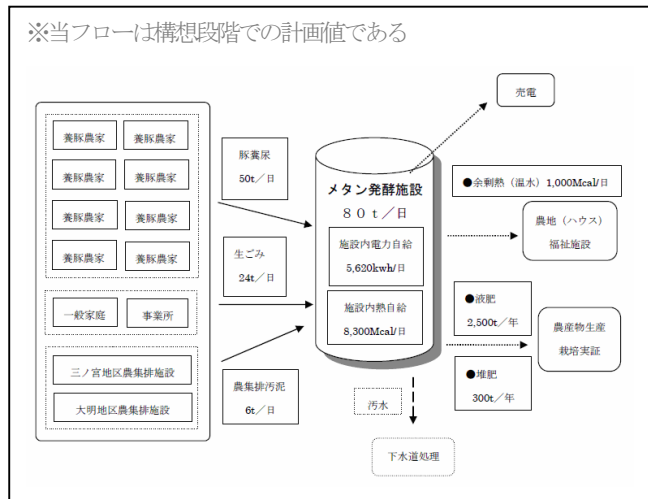 ※当フローは構想段階での計画値である
売電
養豚農家 養豚農家
養豚農家 養豚農家
養豚農家 養豚農家
養豚農家 養豚農家
一般家庭 事業所
三ノ宮地区農集排施設
大明地区農集排施設
豚糞尿
50t／日
生ごみ
24t／日
農集排汚泥
6t／日
メタン発酵施設
８０ｔ／日
施設内電力自給
5,620kwh/日
施設内熱自給
8,300Mcal/日
●余剰熱（温水）1,000Mcal/日
農地（ハウス）
福祉施設
●液肥
2,500t／年
●堆肥
300t／年
農産物生産
栽培実証
汚水
下水道処理